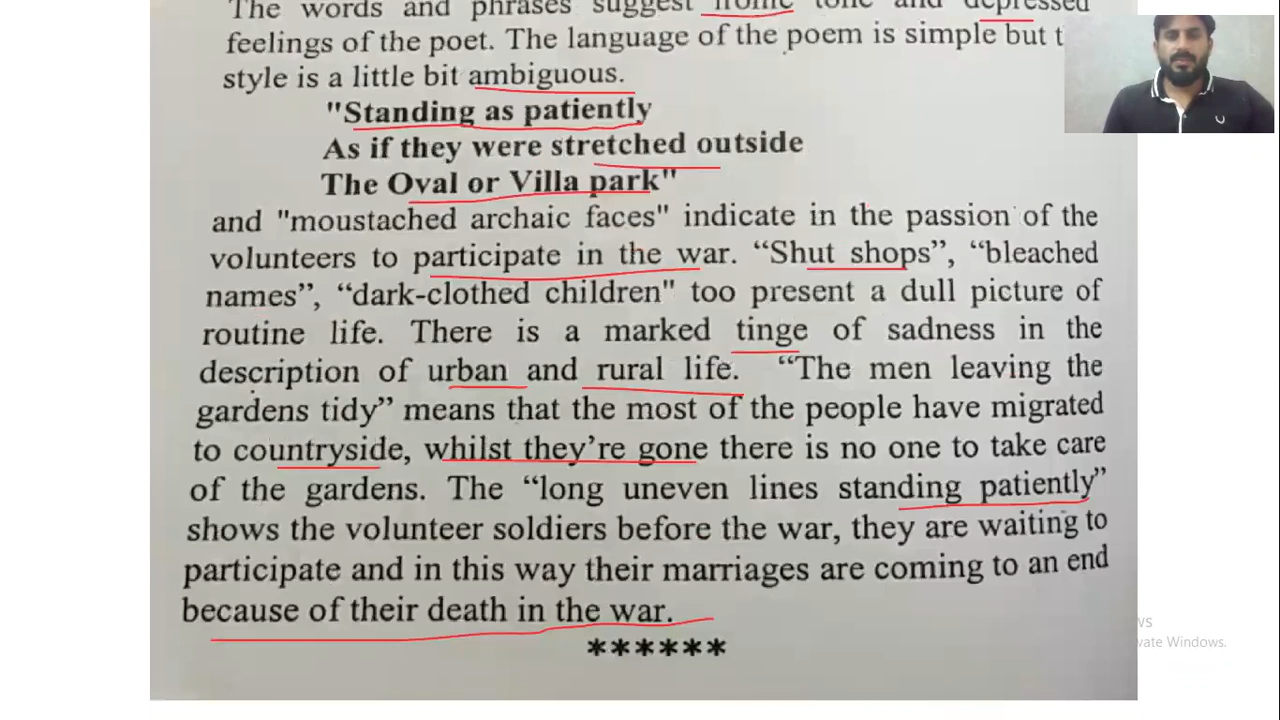 The words and phrases suggest ironic tone and depressed
feelings of the poet. The language of the poem is simple but t
style is a little bit ambiguous.
"Standing as patiently
As if they were stretched outside
The Oval or Villa park"
and "moustached archaic faces" indicate in the passion of the
volunteers to participate in the war. “Shut shops”, “bleached
names”, “dark-clothed children" too present a dull picture of
routine life. There is a marked tinge of sadness in the
description of urban and rural life. “The men leaving the
gardens tidy” means that the most of the people have migrated
to countryside, whilst they’re gone there is no one to take care
of the gardens. The “long uneven lines standing patiently”
shows the volunteer soldiers before the war, they are waiting to
participate and in this way their marriages are coming to an end
because of their death in the war.
******
ws
vate Windows.